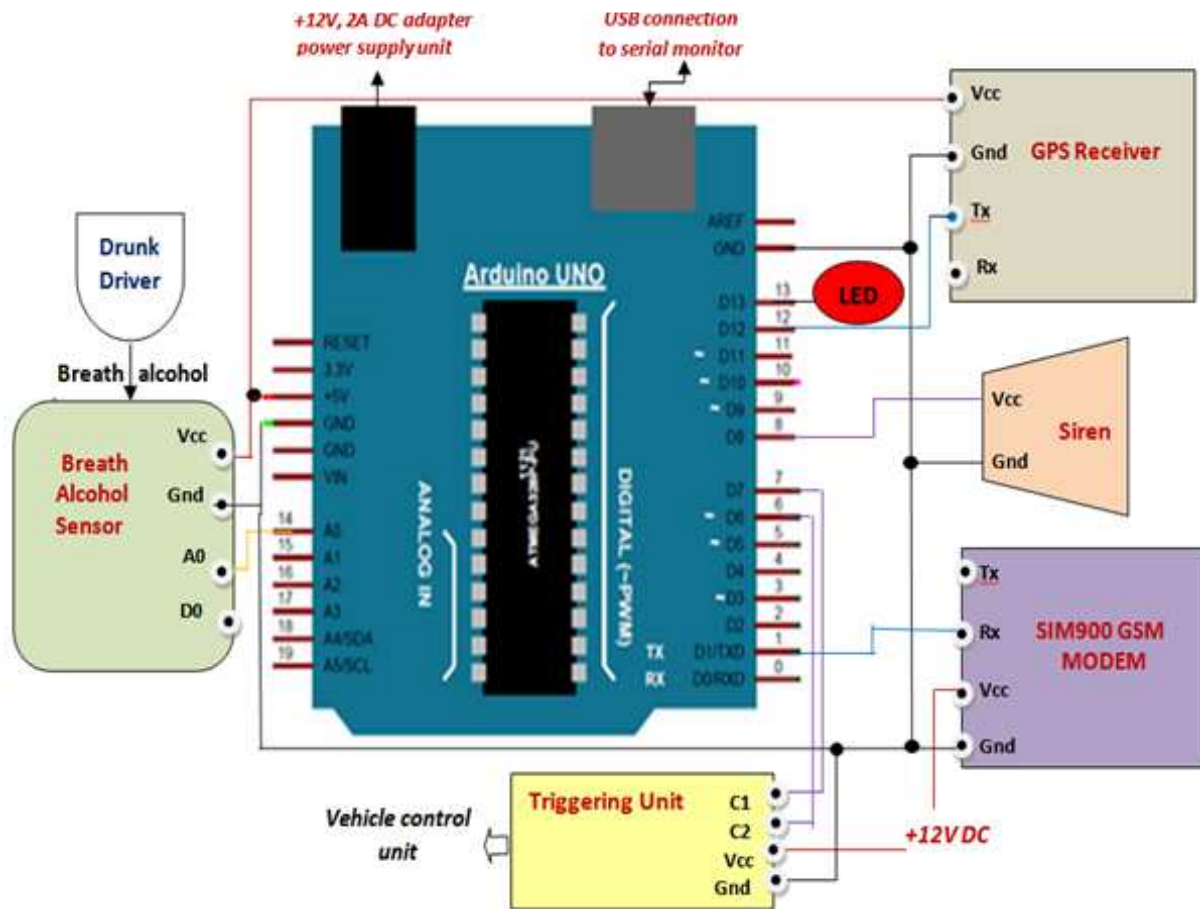 +12V, 2A DC adapter
power supply unit
USB connection
to serial monitor
Vcc
Gnd
Tx
Rx
GPS Receiver
Drunk
Driver
Breath alcohol
Breath
Alcohol
Sensor
Vcc
Gnd
A0
D0
Arduino UNO
RESET
3.3V
+5V
GND
GND
VIN
14 A0
15 A1
16 A2
17 A3
18 A4/SDA
19 A5/SCL
ANALOG IN
DIGITAL (~PWM)
AREF
GND
D13 13
D12 12
~ D11 11
~ D10 10
~ D9 9
D8 8
D7 7
~ D6 6
~ D5 5
D4 4
~ D3 3
D2 2
TX D1/TXD 1
RX D0/RXD 0
LED
Vcc
Gnd
Siren
Tx
Rx
Vcc
Gnd
SIM900 GSM
MODEM
Triggering Unit
C1
C2
Vcc
Gnd
Vehicle control
unit
+12V DC